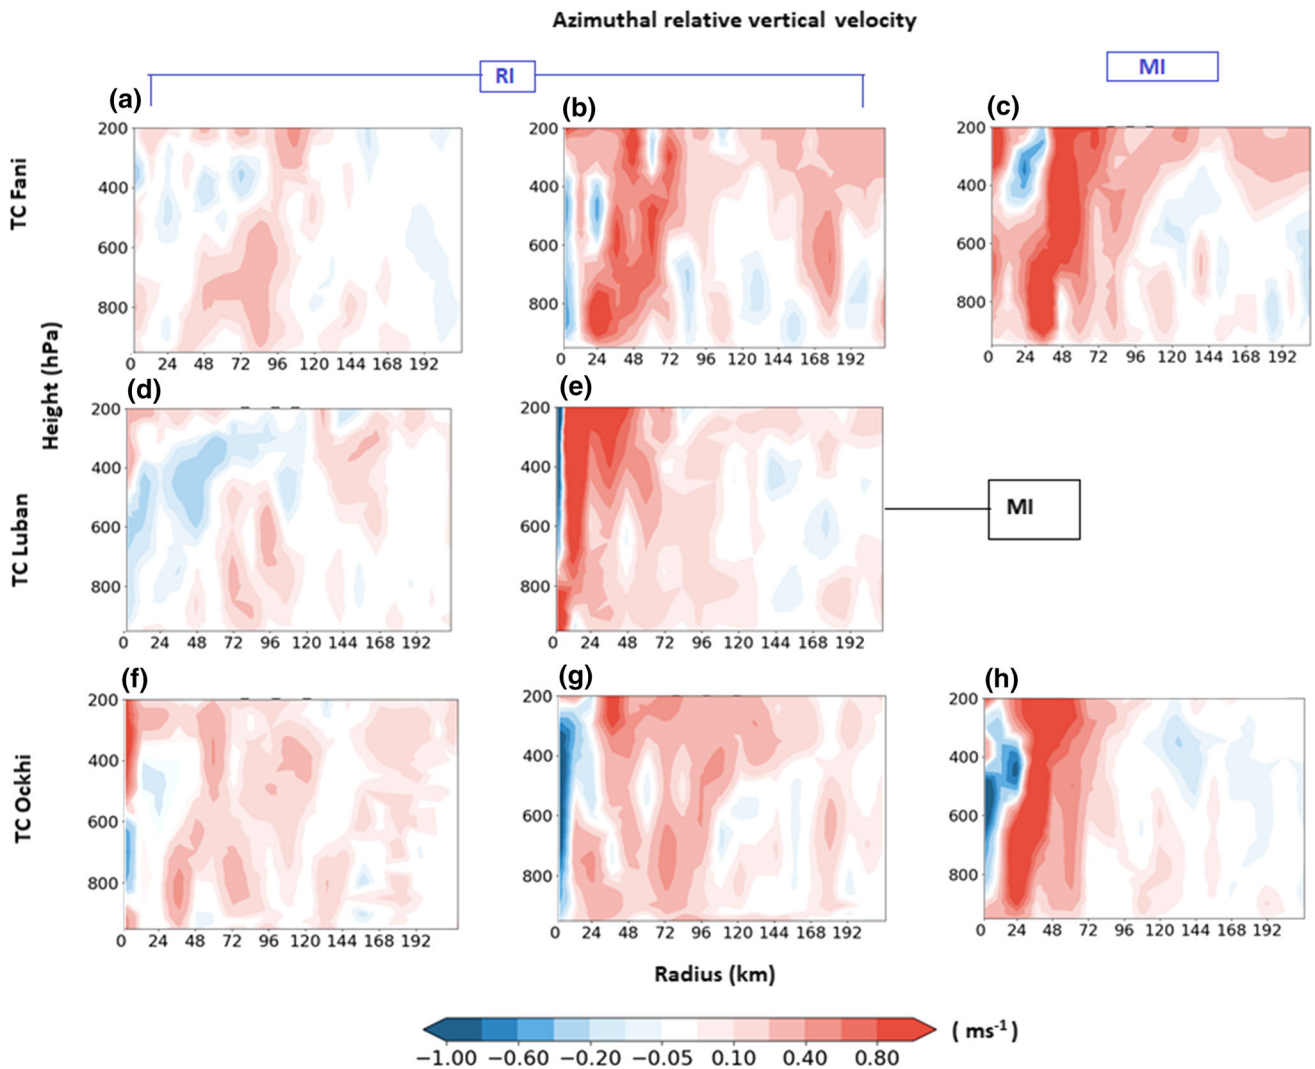 Azimuthal relative vertical velocity
RI
MI
(a)
(b)
(c)
TC Fani
200
400
600
800
0 24 48 72 96 120 144 168 192
200
400
600
800
0 24 48 72 96 120 144 168 192
200
400
600
800
0 24 48 72 96 120 144 168 192
Height (hPa)
(d)
(e)
TC Luban
200
400
600
800
0 24 48 72 96 120 144 168 192
200
400
600
800
0 24 48 72 96 120 144 168 192
MI
(f)
(g)
(h)
TC Ockhi
200
400
600
800
0 24 48 72 96 120 144 168 192
200
400
600
800
0 24 48 72 96 120 144 168 192
200
400
600
800
0 24 48 72 96 120 144 168 192
Radius (km)
( ms⁻¹ )
−1.00 −0.60 −0.20 −0.05 0.10 0.40 0.80